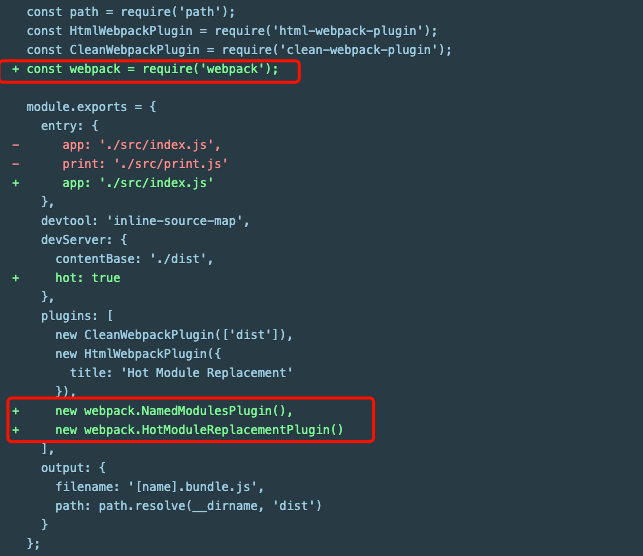 const path = require('path');
  const HtmlWebpackPlugin = require('html-webpack-plugin');
  const CleanWebpackPlugin = require('clean-webpack-plugin');
+ const webpack = require('webpack');

  module.exports = {
    entry: {
-      app: './src/index.js',
-      print: './src/print.js'
+      app: './src/index.js'
    },
    devtool: 'inline-source-map',
    devServer: {
      contentBase: './dist',
+     hot: true
    },
    plugins: [
      new CleanWebpackPlugin(['dist']),
      new HtmlWebpackPlugin({
        title: 'Hot Module Replacement'
      }),
+     new webpack.NamedModulesPlugin(),
+     new webpack.HotModuleReplacementPlugin()
    ],
    output: {
      filename: '[name].bundle.js',
      path: path.resolve(__dirname, 'dist')
    }
  };